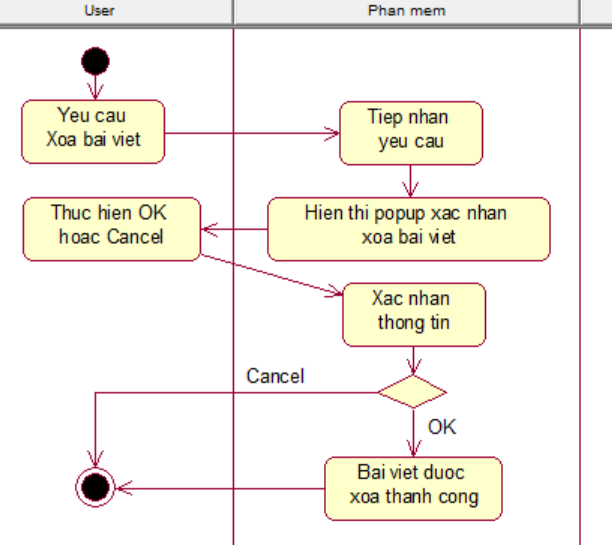 User
Phan mem
Yeu cau
Xoa bai viet
Tiep nhan
yeu cau
Hien thi popup xac nhan
xoa bai viet
Thuc hien OK
hoac Cancel
Xac nhan
thong tin
Cancel
OK
Bai viet duoc
xoa thanh cong